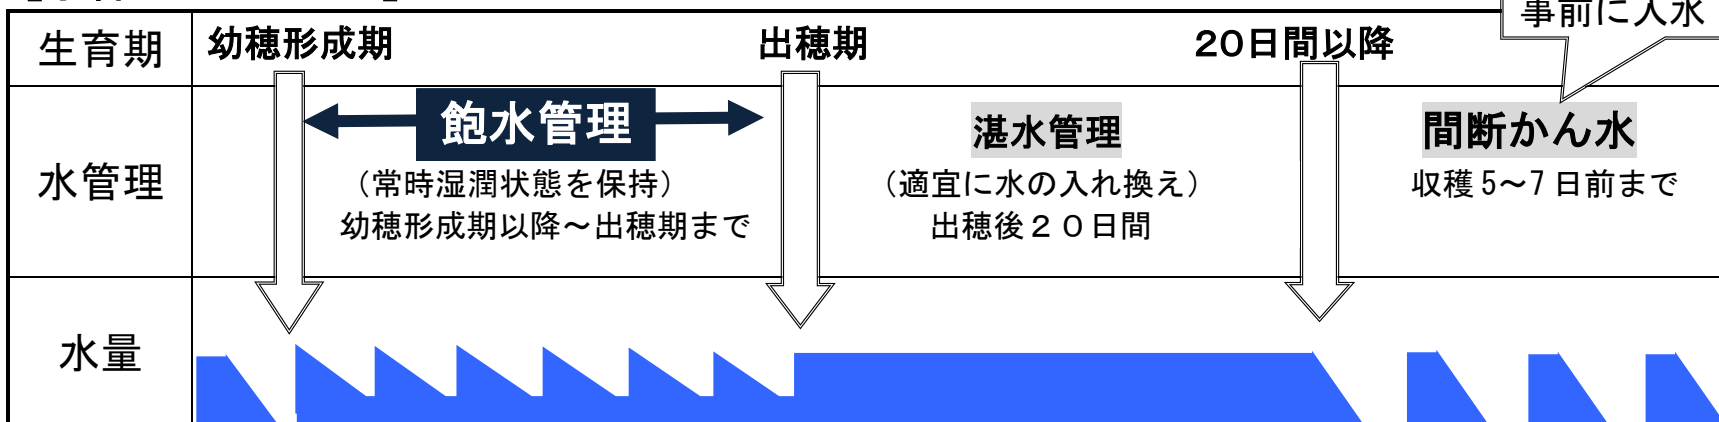 事前に入水
生育期
幼穂形成期
出穂期
20日間以降
水管理
飽水管理
(常時湿潤状態を保持)
幼穂形成期以降～出穂期まで
湛水管理
(適宜に水の入れ換え)
出穂後２０日間
間断かん水
収穫5～7日前まで
水量